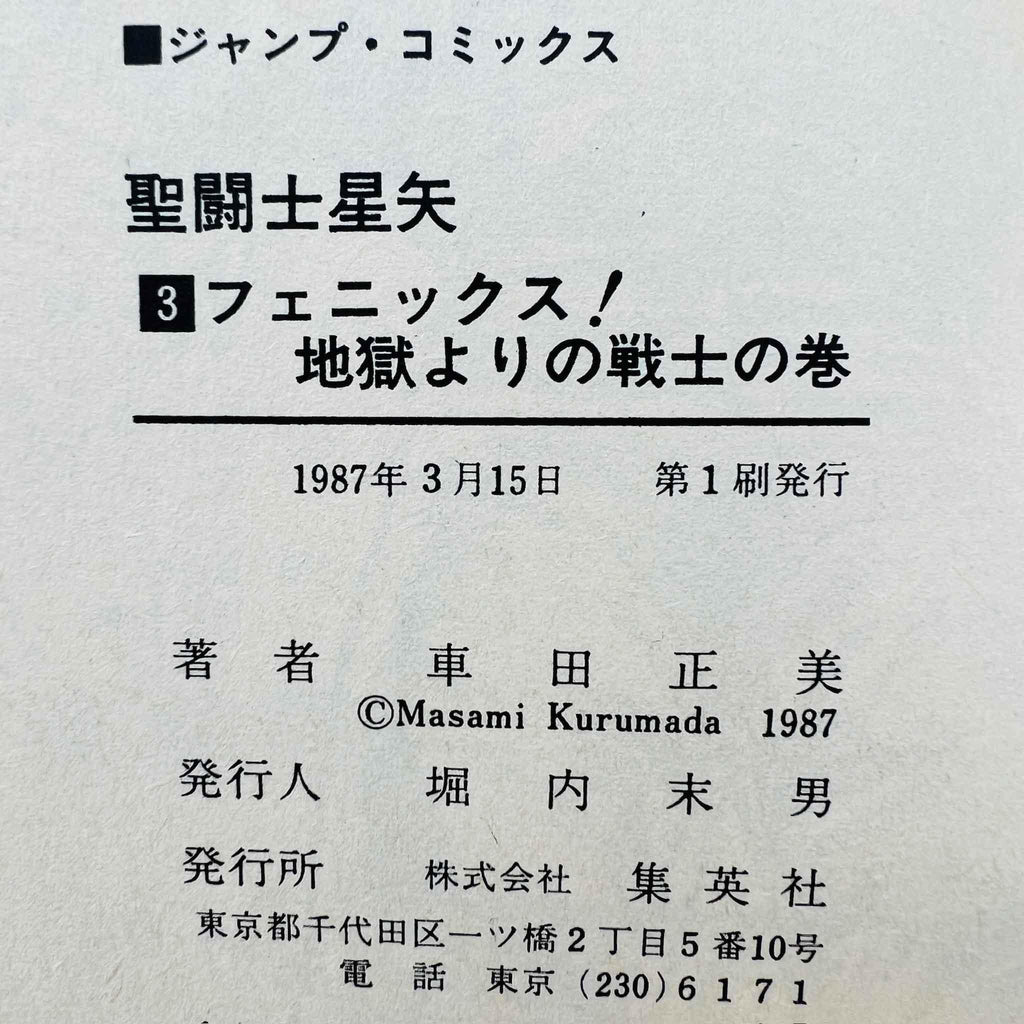 ■ジャンプ・コミックス
聖闘士星矢
3フェニックス!
地獄よりの戦士の巻
1987年3月15日 第1刷発行
著者 車田正美
©Masami Kurumada 1987
発行人 堀内末男
発行所 株式会社 集英社
東京都千代田区一ツ橋2丁目5番10号
電話 東京 (230)6171